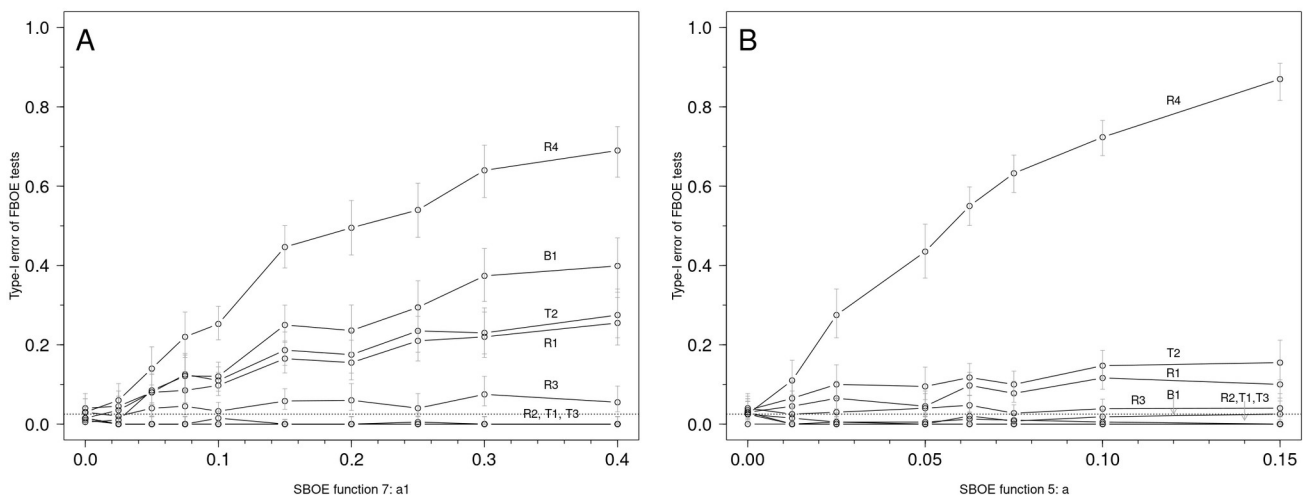 A
1.0
0.8
0.6
0.4
0.2
0.0
Type-I error of FBOE tests
R4
B1
T2
R1
R3
R2, T1, T3
0.0 0.1 0.2 0.3 0.4
SBOE function 7: a1
B
1.0
0.8
0.6
0.4
0.2
0.0
Type-I error of FBOE tests
R4
T2
R1
B1
R3
R2,T1,T3
0.00 0.05 0.10 0.15
SBOE function 5: a